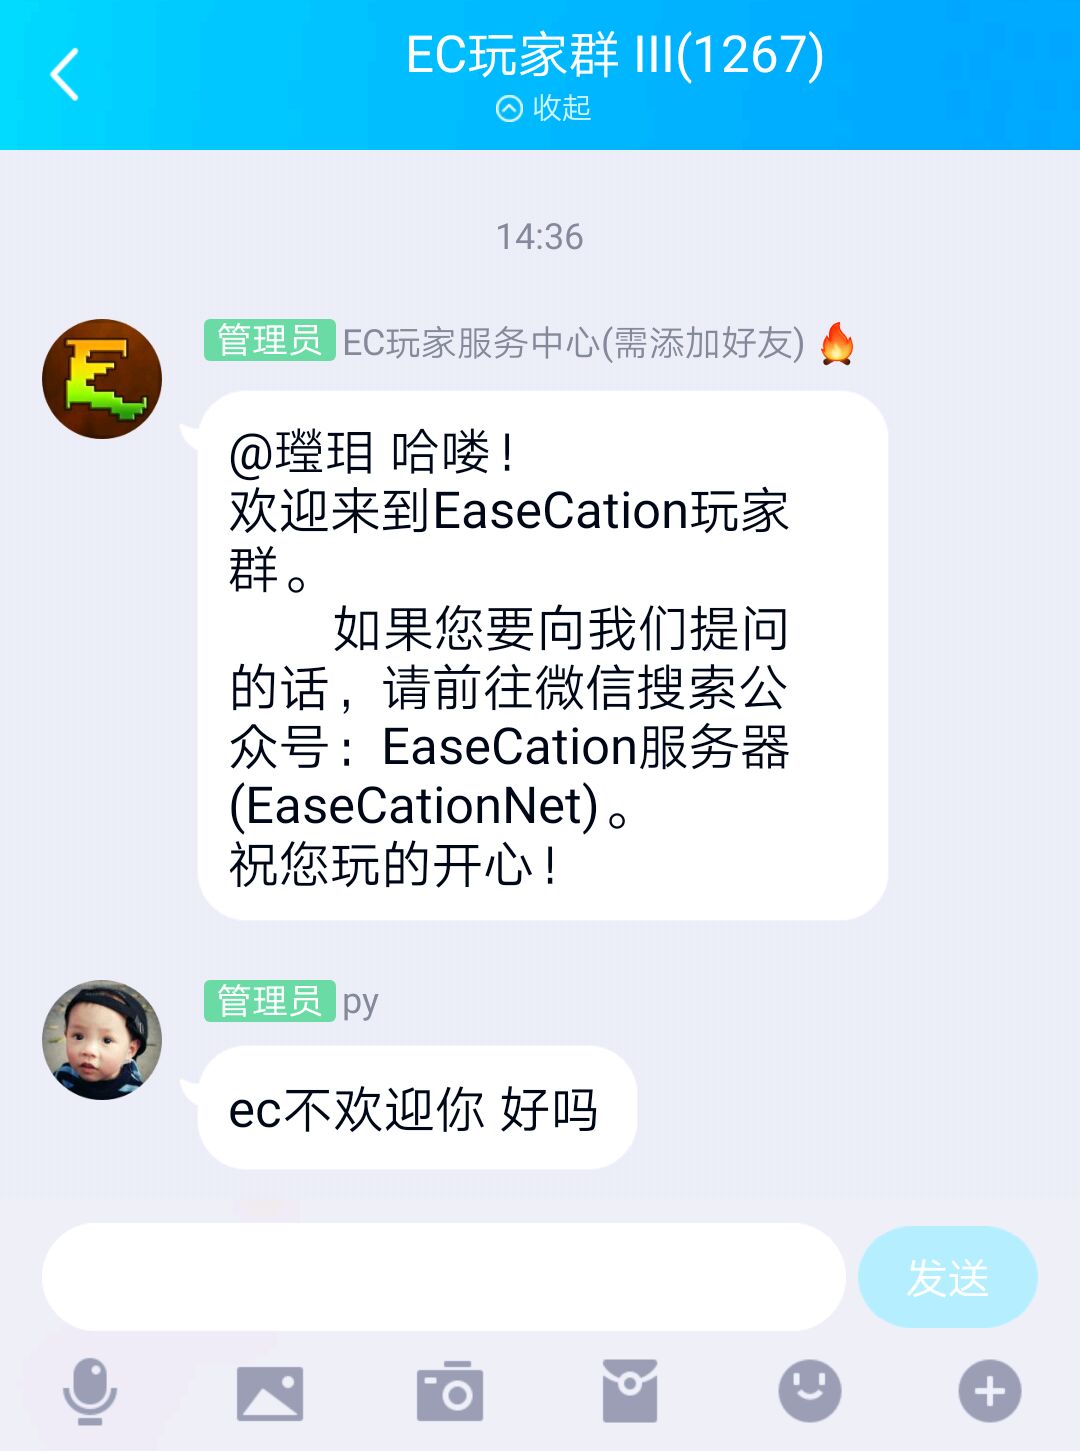 EC玩家群 III(1267)
收起
14:36
管理员 EC玩家服务中心(需添加好友)
@瓘玥 哈喽！
欢迎来到EaseCation玩家
群。
如果您要向我们提问
的话，请前往微信搜索公
众号：EaseCation服务器
(EaseCationNet)。
祝您玩的开心！
管理员 py
ec不欢迎你 好吗
发送